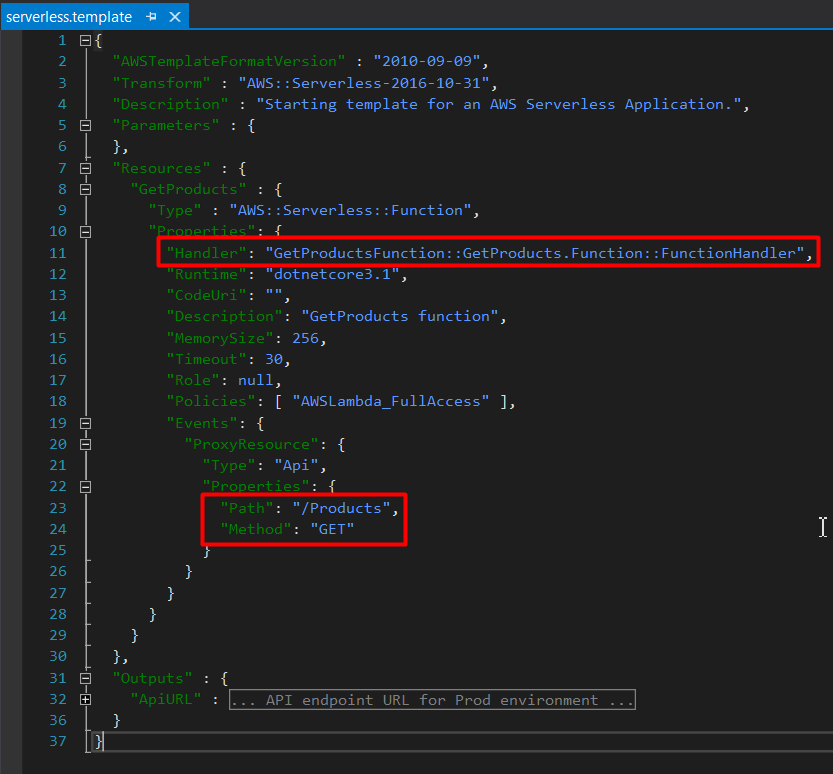 serverless.template
1 {
2 "AWSTemplateFormatVersion" : "2010-09-09",
3 "Transform" : "AWS::Serverless-2016-10-31",
4 "Description" : "Starting template for an AWS Serverless Application.",
5 "Parameters" : {
6 },
7 "Resources" : {
8 "GetProducts" : {
9 "Type" : "AWS::Serverless::Function",
10 "Properties": {
11 "Handler": "GetProductsFunction::GetProducts.Function::FunctionHandler",
12 "Runtime": "dotnetcore3.1",
13 "CodeUri": "",
14 "Description": "GetProducts function",
15 "MemorySize": 256,
16 "Timeout": 30,
17 "Role": null,
18 "Policies": [ "AWSLambda_FullAccess" ],
19 "Events": {
20 "ProxyResource": {
21 "Type": "Api",
22 "Properties": {
23 "Path": "/Products",
24 "Method": "GET"
25 }
26 }
27 }
28 }
29 }
30 },
31 "Outputs" : {
32 "ApiURL" : ... API endpoint URL for Prod environment ...
36 }
37 }